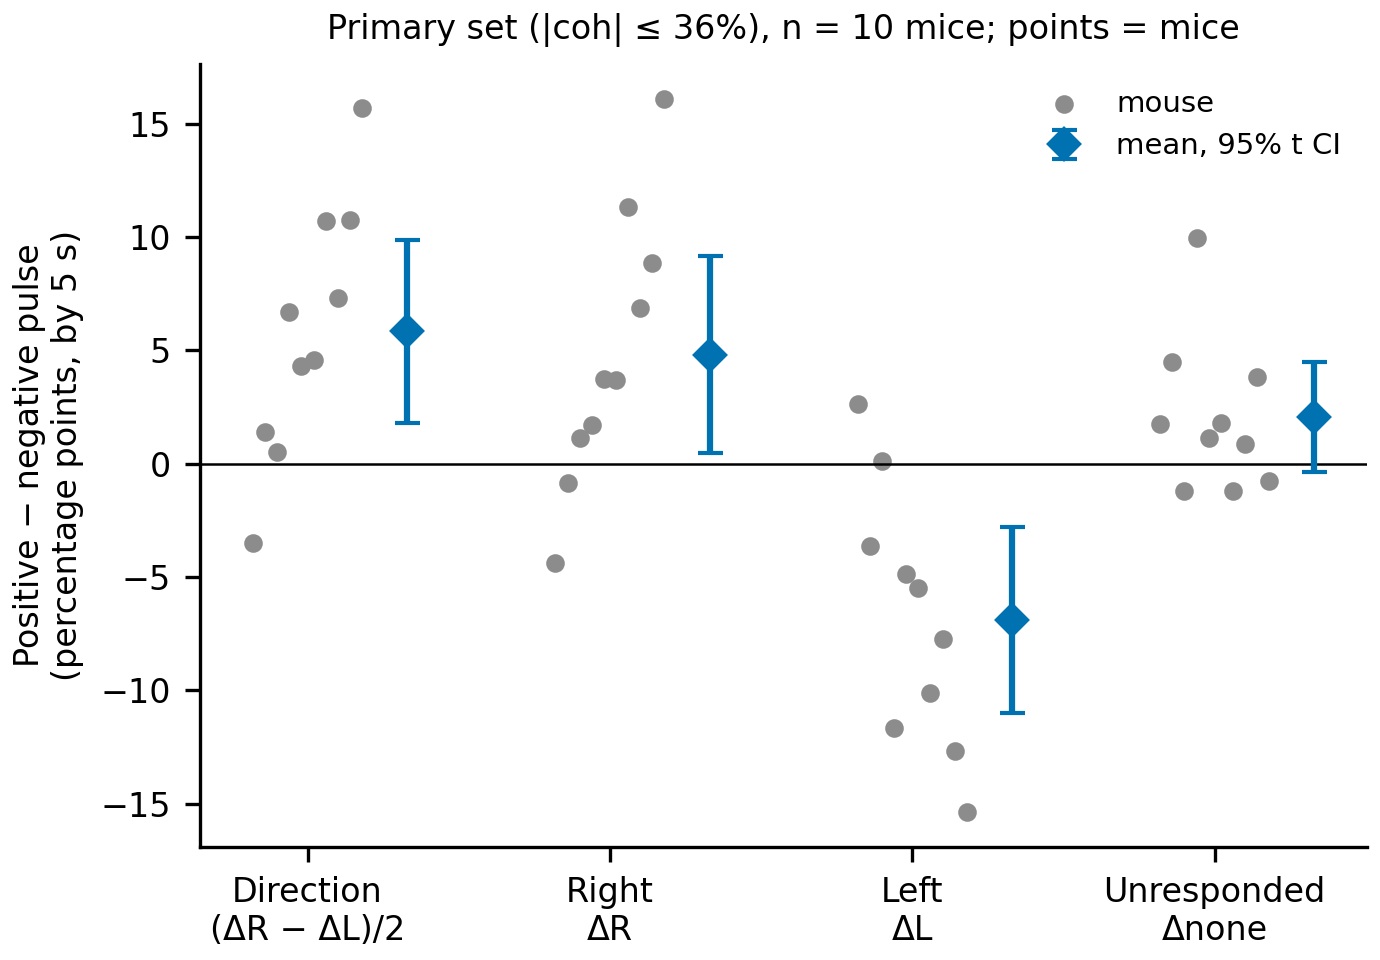 Primary set (|coh| ≤ 36%), n = 10 mice; points = mice
mouse
mean, 95% t CI
Positive − negative pulse
(percentage points, by 5 s)
15
10
5
0
−5
−10
−15
Direction
(ΔR − ΔL)/2
Right
ΔR
Left
ΔL
Unresponded
Δnone